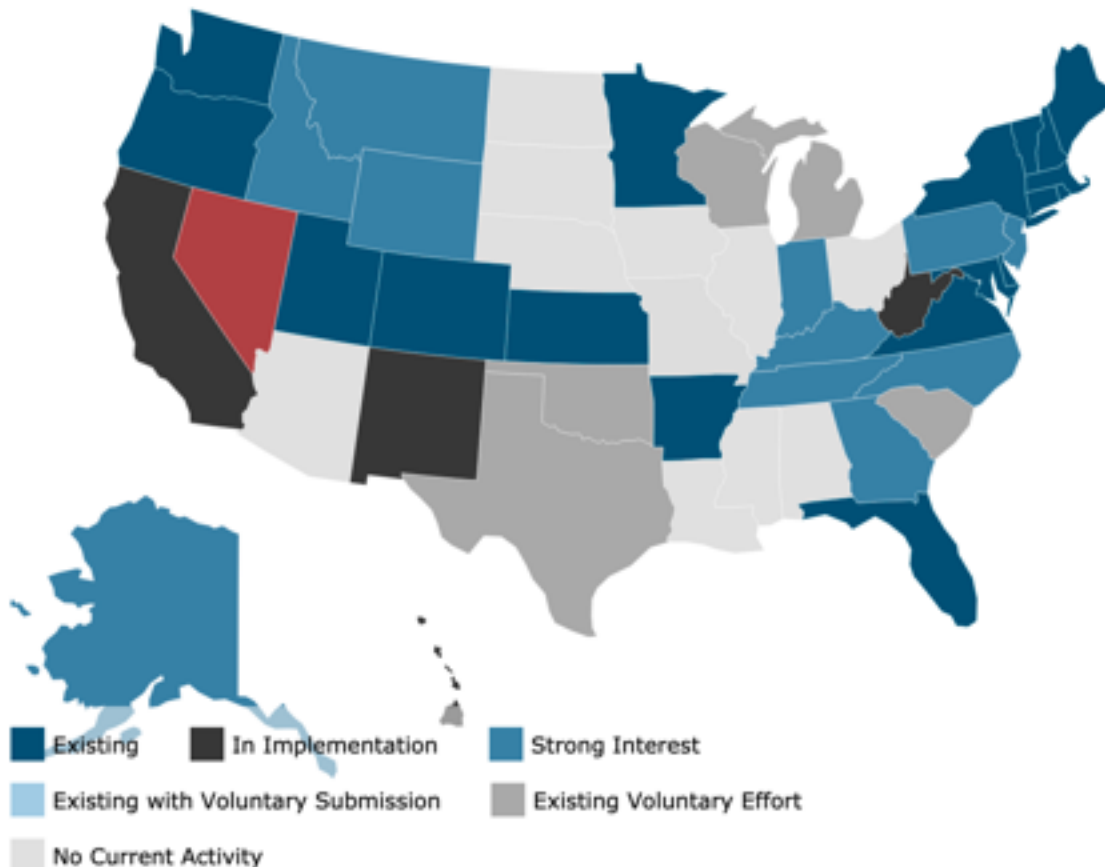 Existing
In Implementation
Strong Interest
Existing with Voluntary Submission
Existing Voluntary Effort
No Current Activity